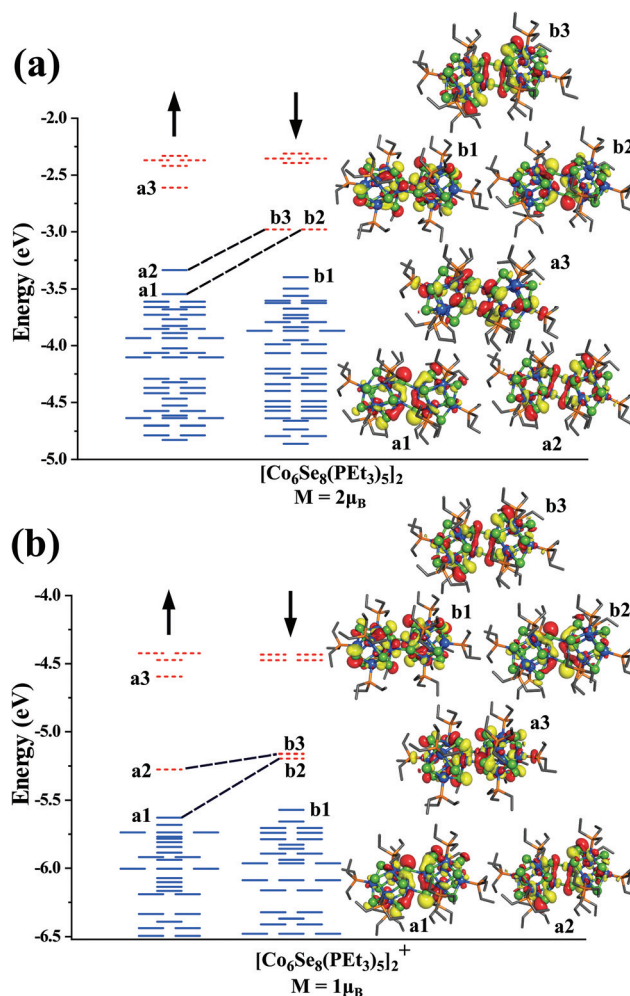 (a)
b3
-2.0
-2.5
a3
b1
b2
-3.0
b3 b2
a2
b1
a3
a1
-3.5
Energy (eV)
-4.0
-4.5
a1
a2
-5.0
[Co6Se8(PEt3)5]2
M = 2μB
(b)
b3
-4.0
b1
b2
-4.5
a3
b3
a3
-5.0
a2
b2
b1
-5.5
a1
Energy (eV)
-6.0
a1
a2
-6.5
[Co6Se8(PEt3)5]2+
M = 1μB